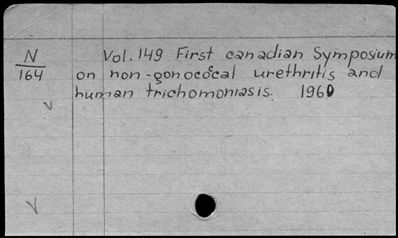 N Vol. 149 First canadian Symposium
164 on non-gonococal urethritis and
human trichomoniasis. 1960